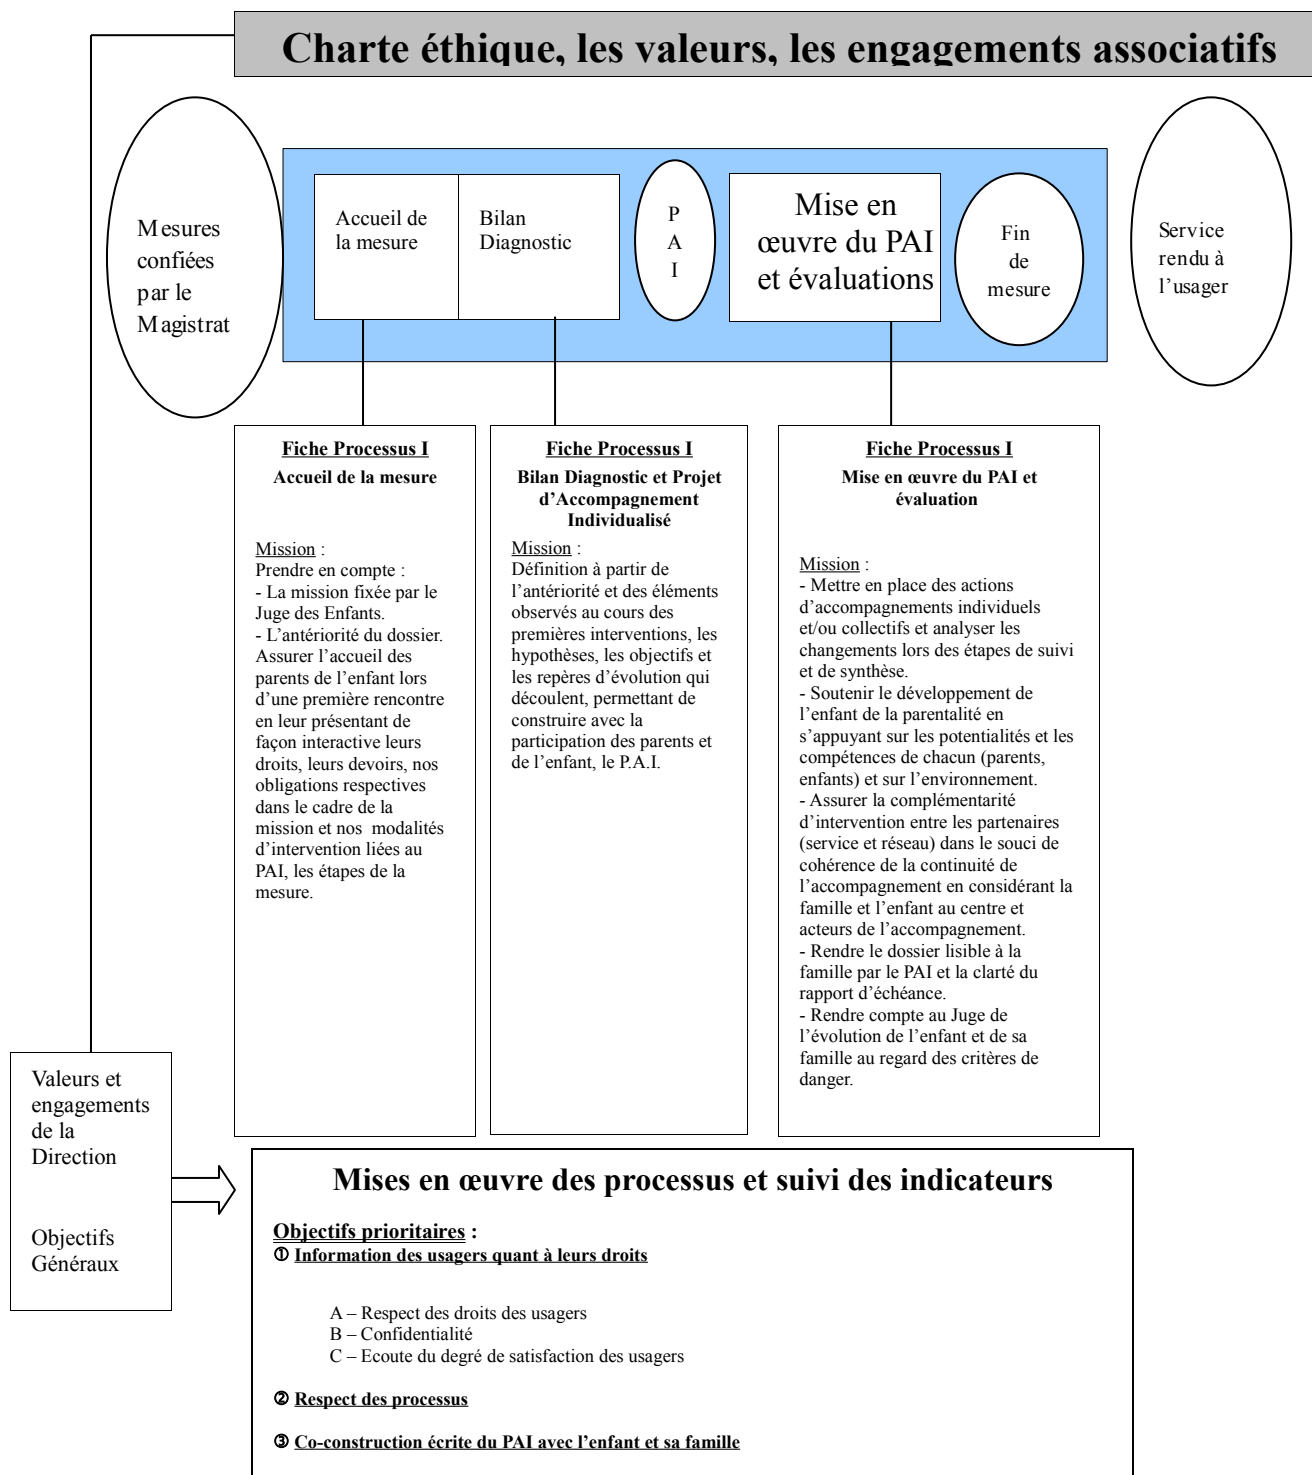 Charte éthique, les valeurs, les engagements associatifs
Mesures
confiées
par le
Magistrat
Accueil de
la mesure
Bilan
Diagnostic
P
A
I
Mise en
œuvre du PAI
et évaluations
Fin
de
mesure
Service
rendu à
l’usager
Fiche Processus I
Accueil de la mesure
Mission :
Prendre en compte :
- La mission fixée par le
Juge des Enfants.
- L’antériorité du dossier.
Assurer l’accueil des
parents de l’enfant lors
d’une première rencontre
en leur présentant de
façon interactive leurs
droits, leurs devoirs, nos
obligations respectives
dans le cadre de la
mission et nos modalités
d’intervention liées au
PAI, les étapes de la
mesure.
Fiche Processus I
Bilan Diagnostic et Projet
d’Accompagnement
Individualisé
Mission :
Définition à partir de
l’antériorité et des éléments
observés au cours des
premières interventions, les
hypothèses, les objectifs et
les repères d’évolution qui
découlent, permettant de
construire avec la
participation des parents et
de l’enfant, le P.A.I.
Fiche Processus I
Mise en œuvre du PAI et
évaluation
Mission :
- Mettre en place des actions
d’accompagnements individuels
et/ou collectifs et analyser les
changements lors des étapes de suivi
et de synthèse.
- Soutenir le développement de
l’enfant de la parentalité en
s’appuyant sur les potentialités et les
compétences de chacun (parents,
enfants) et sur l’environnement.
- Assurer la complémentarité
d’intervention entre les partenaires
(service et réseau) dans le souci de
cohérence de la continuité de
l’accompagnement en considérant la
famille et l’enfant au centre et
acteurs de l’accompagnement.
- Rendre le dossier lisible à la
famille par le PAI et la clarté du
rapport d’échéance.
- Rendre compte au Juge de
l’évolution de l’enfant et de sa
famille au regard des critères de
danger.
Valeurs et
engagements
de la
Direction
Objectifs
Généraux
Mises en œuvre des processus et suivi des indicateurs
Objectifs prioritaires :
① Information des usagers quant à leurs droits
A – Respect des droits des usagers
B – Confidentialité
C – Ecoute du degré de satisfaction des usagers
② Respect des processus
③ Co-construction écrite du PAI avec l’enfant et sa famille